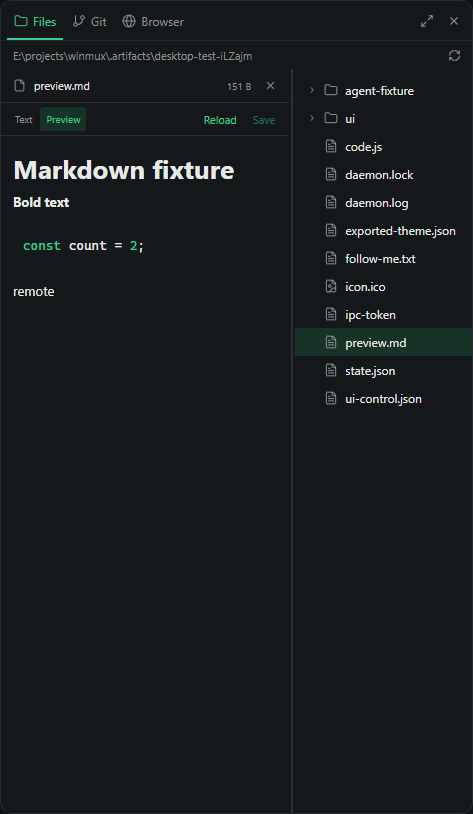 Files Git Browser
E:\projects\winmux\.artifacts\desktop-test-iLZajm
preview.md 151 B
Text Preview Reload Save
Markdown fixture
Bold text
const count = 2;
remote
agent-fixture
ui
code.js
daemon.lock
daemon.log
exported-theme.json
follow-me.txt
icon.ico
ipc-token
preview.md
state.json
ui-control.json